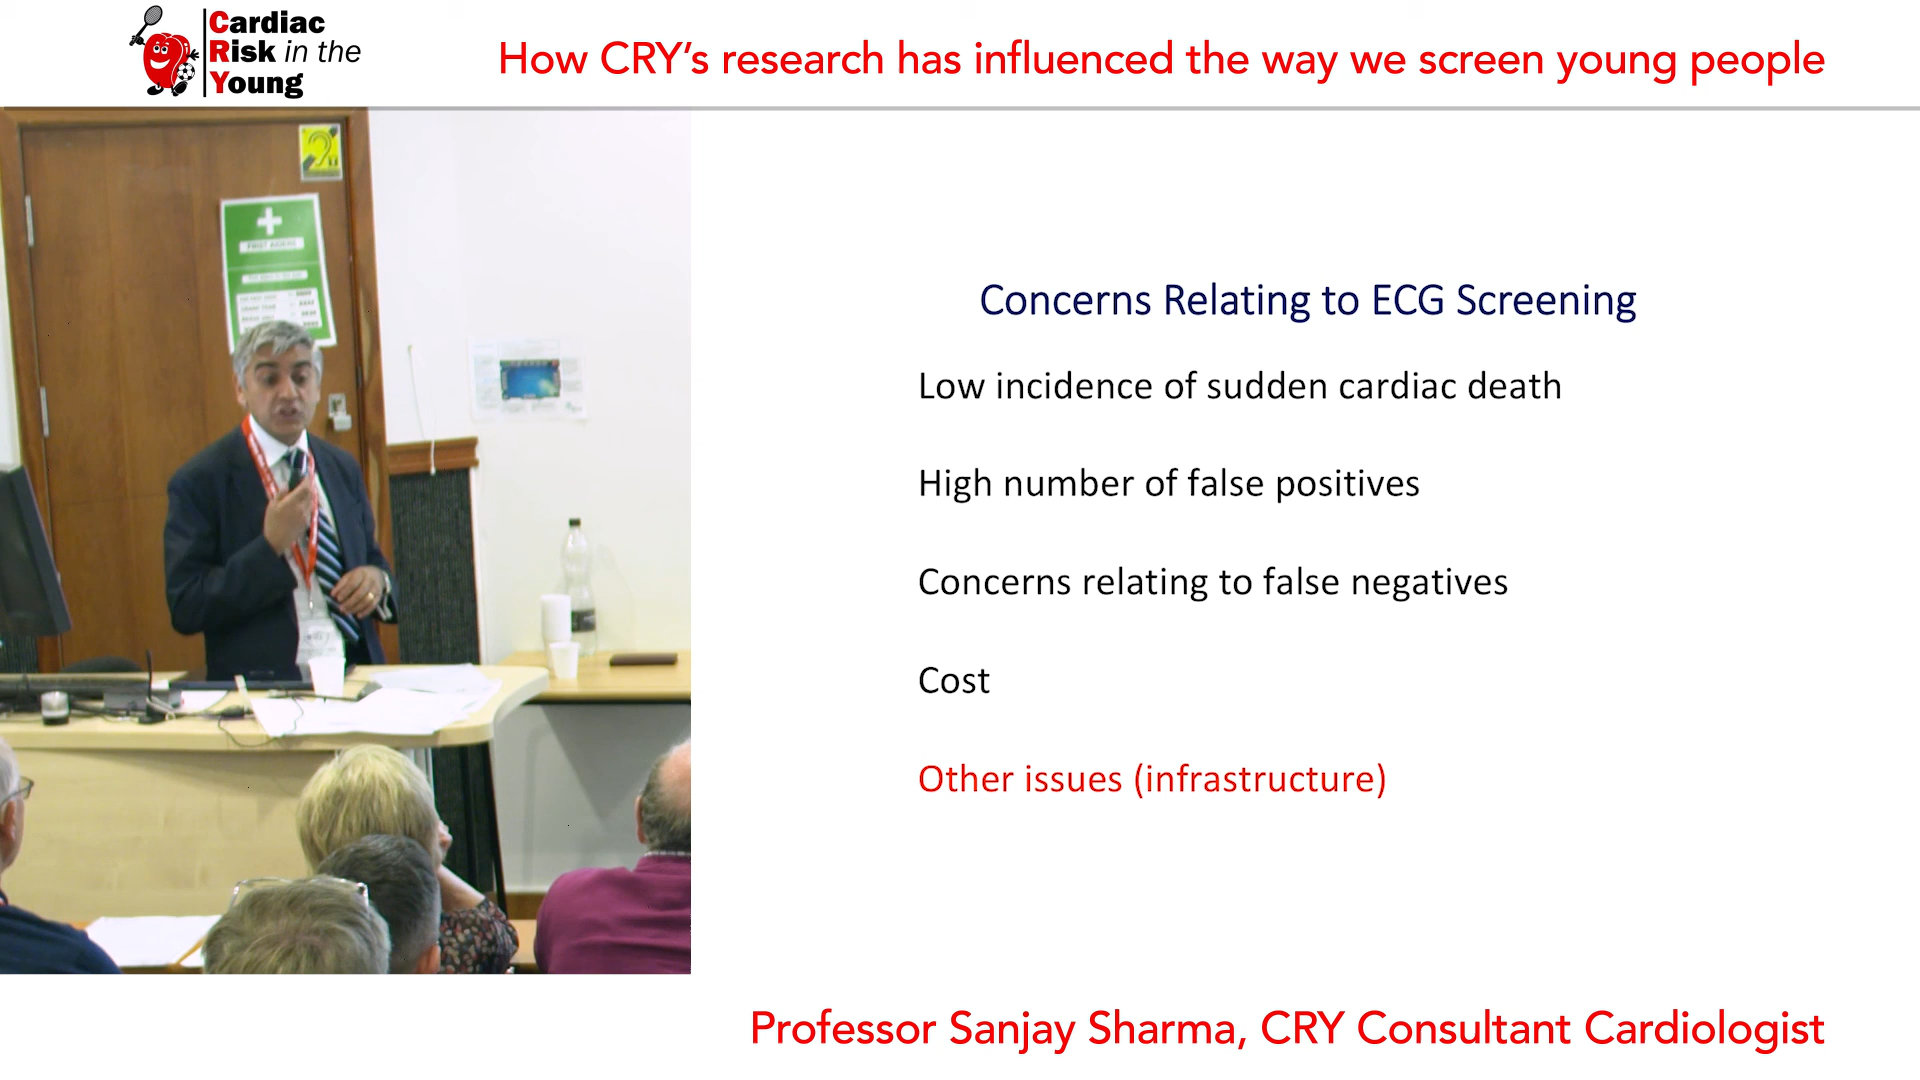 Cardiac
Risk in the
Young
How CRY’s research has influenced the way we screen young people
FIRST AIDERS
Concerns Relating to ECG Screening
Low incidence of sudden cardiac death
High number of false positives
Concerns relating to false negatives
Cost
Other issues (infrastructure)
Professor Sanjay Sharma, CRY Consultant Cardiologist